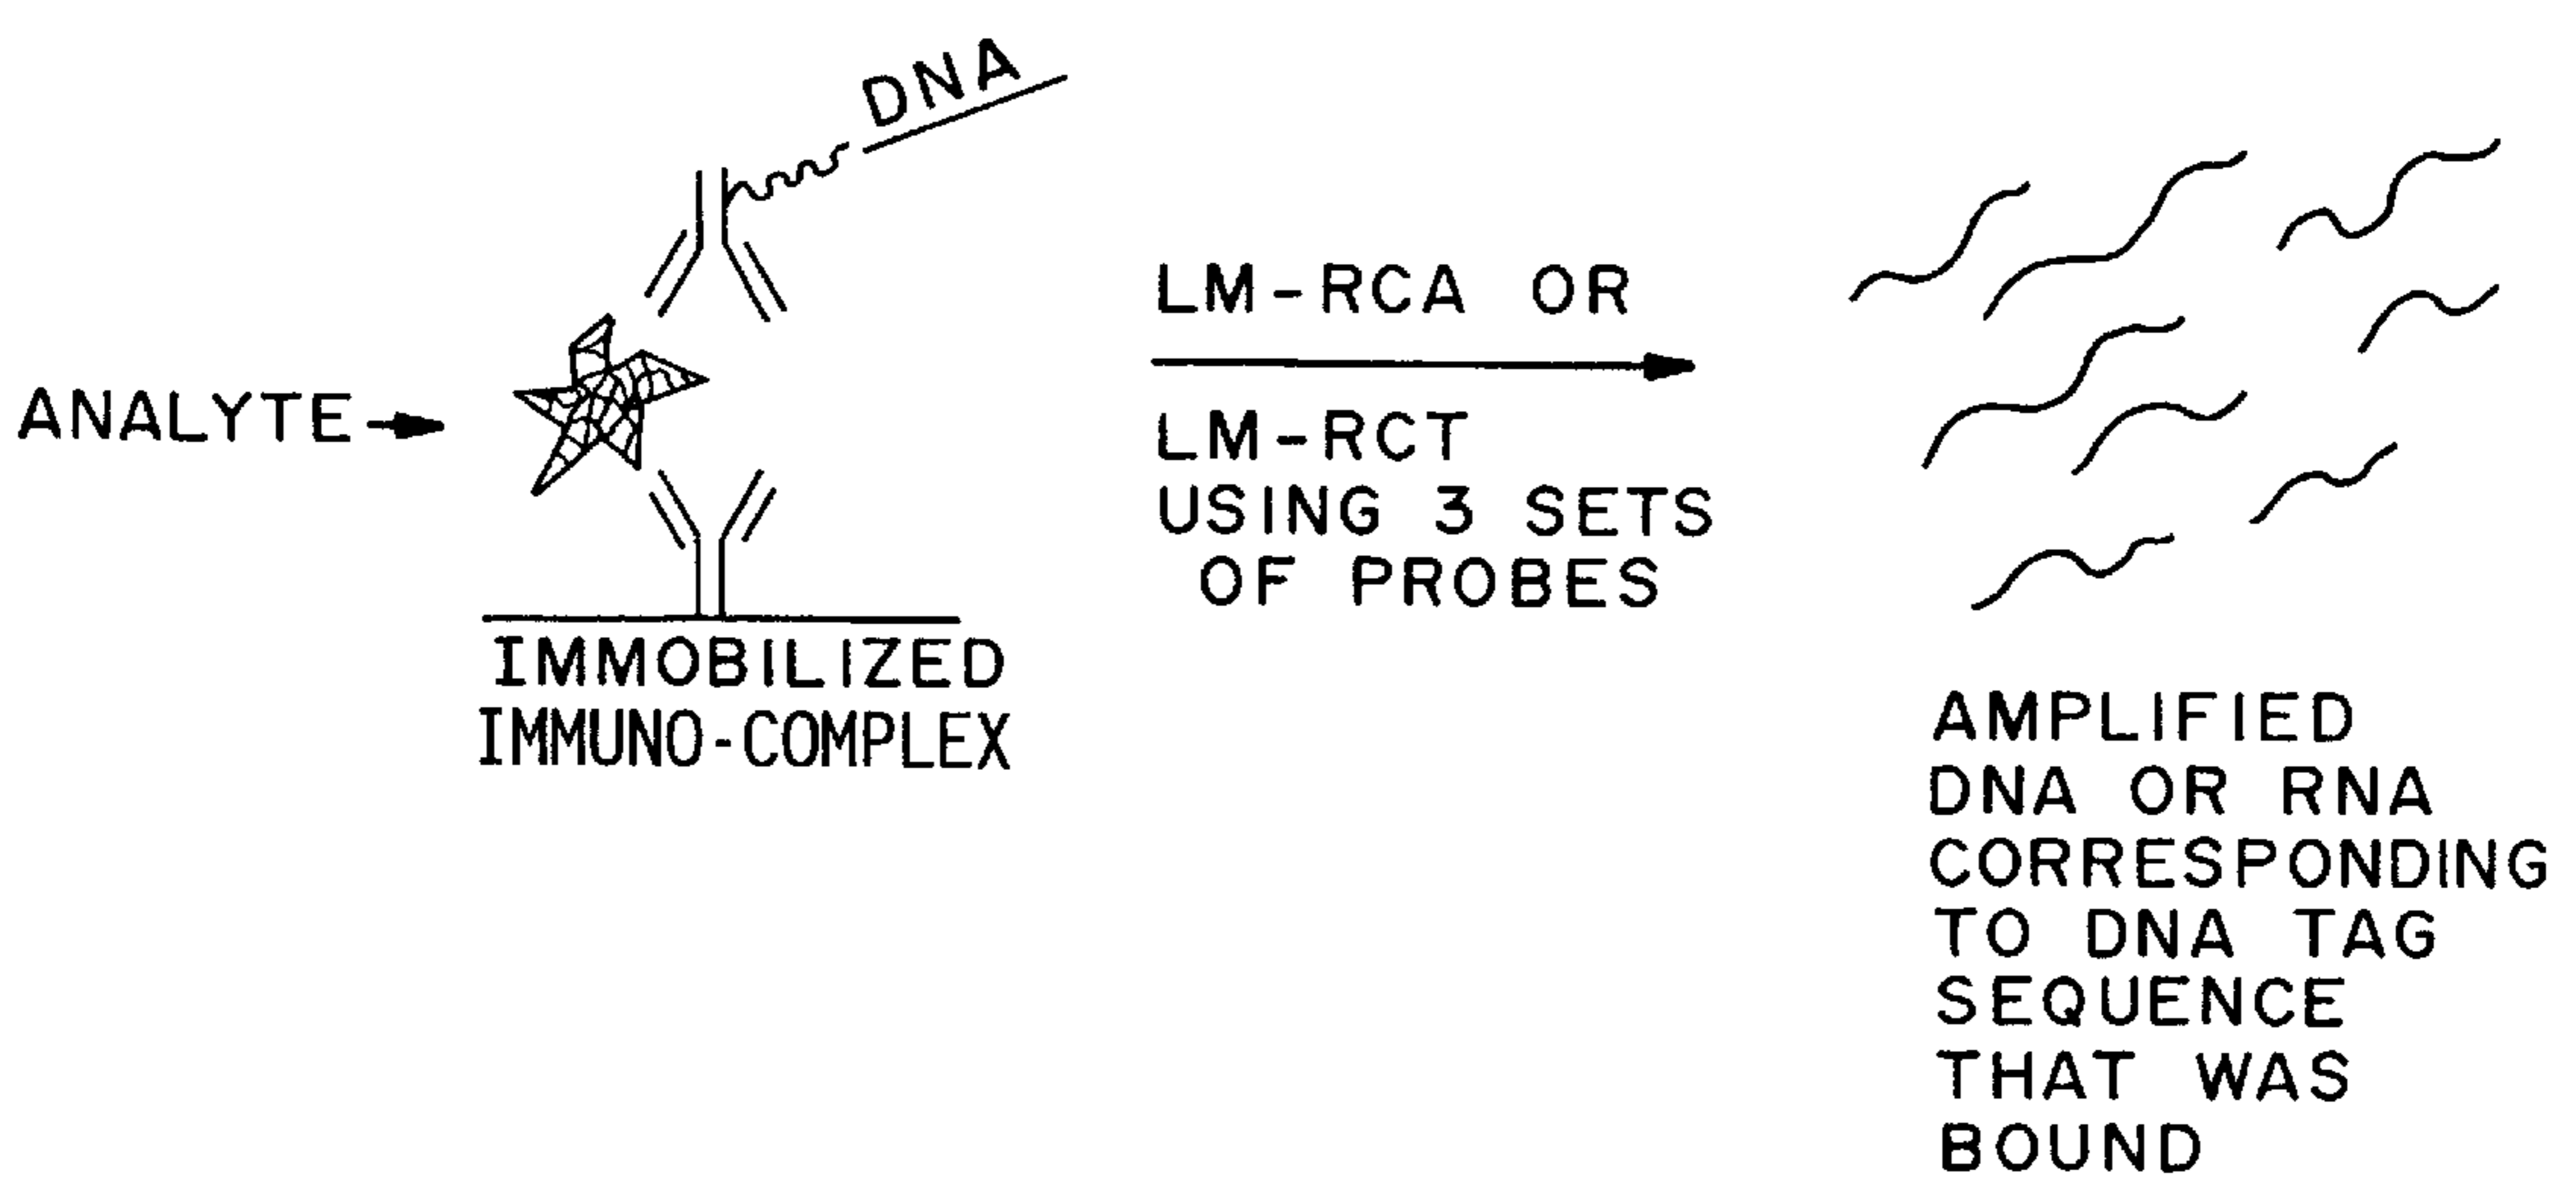 DNA
ANALYTE
IMMOBILIZED
IMMUNO-COMPLEX
LM-RCA OR
LM-RCT
USING 3 SETS
OF PROBES
AMPLIFIED
DNA OR RNA
CORRESPONDING
TO DNA TAG
SEQUENCE
THAT WAS
BOUND